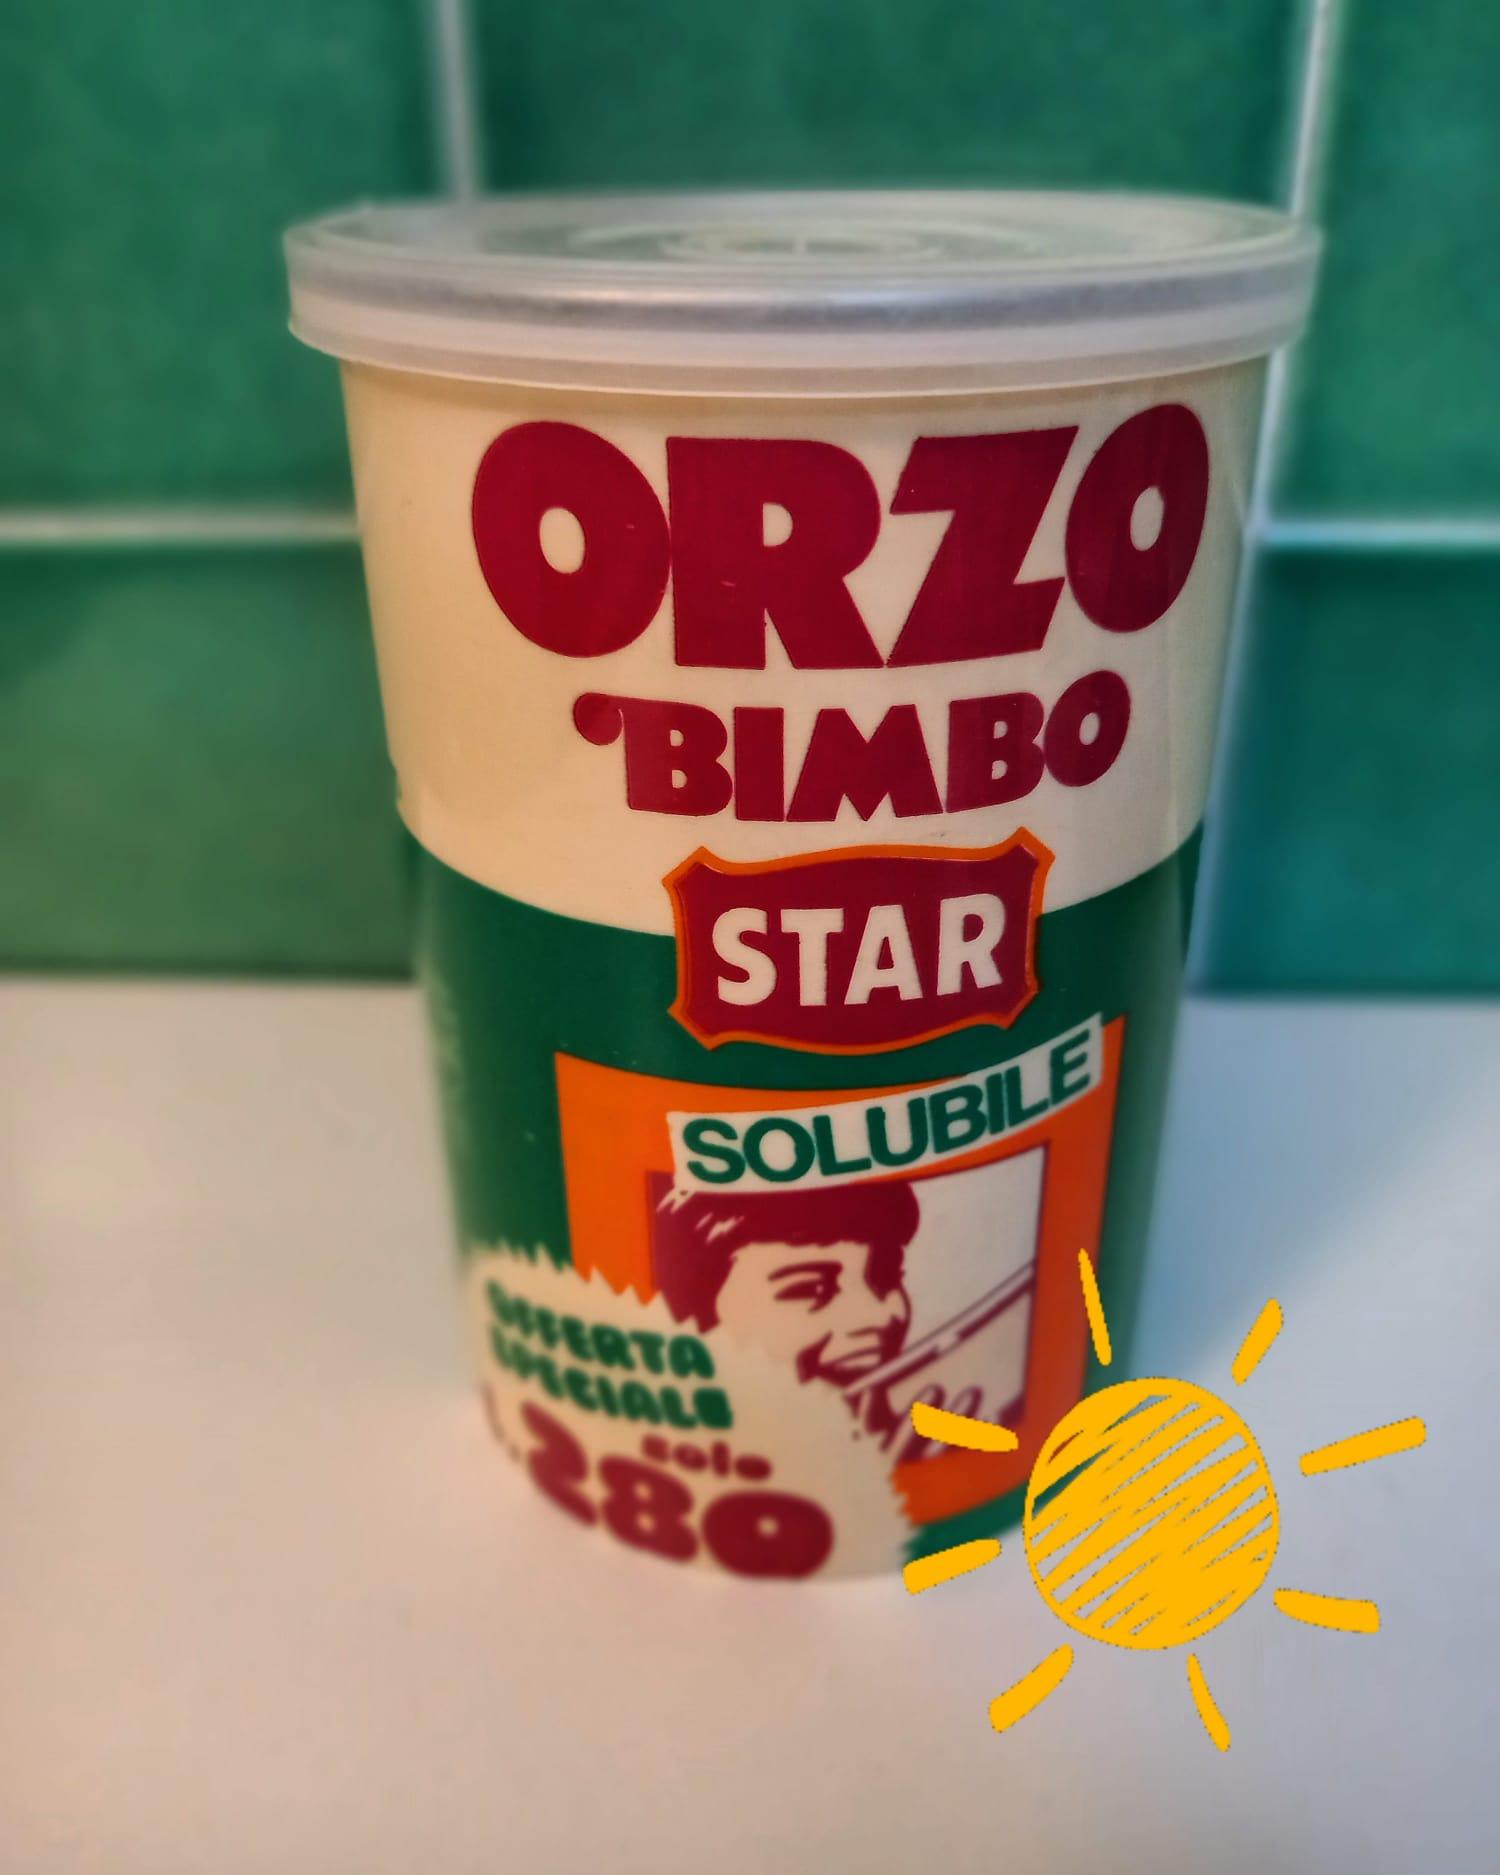 ORZO
BIMBO
STAR
SOLUBILE
OFFERTA
SPECIALE
solo
280